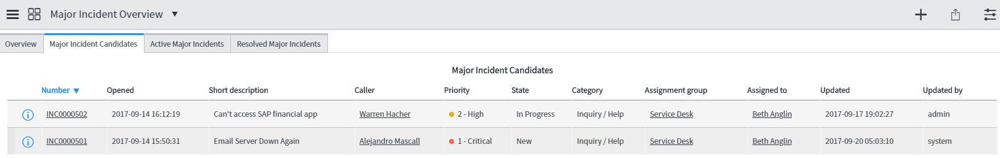 Major Incident Overview
Overview Major Incident Candidates Active Major Incidents Resolved Major Incidents
Major Incident Candidates
Number Opened Short description Caller Priority State Category Assignment group Assigned to Updated Updated by
INC0000502 2017-09-14 16:12:19 Can't access SAP financial app Warren Hacher 2 - High In Progress Inquiry / Help Service Desk Beth Anglin 2017-09-17 19:02:27 admin
INC0000501 2017-09-14 15:50:31 Email Server Down Again Alejandro Mascall 1 - Critical New Inquiry / Help Service Desk Beth Anglin 2017-09-20 05:03:10 system